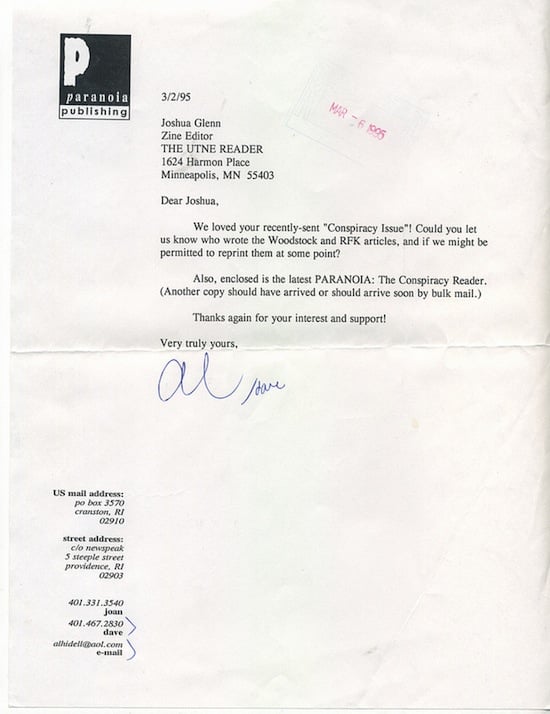 P
paranoia
publishing
3/2/95
MAR - 6 1995
Joshua Glenn
Zine Editor
THE UTNE READER
1624 Harmon Place
Minneapolis, MN 55403
Dear Joshua,
We loved your recently-sent "Conspiracy Issue"! Could you let
us know who wrote the Woodstock and RFK articles, and if we might be
permitted to reprint them at some point?
Also, enclosed is the latest PARANOIA: The Conspiracy Reader.
(Another copy should have arrived or should arrive soon by bulk mail.)
Thanks again for your interest and support!
Very truly yours,
al
US mail address:
po box 3570
cranston, RI
02910
street address:
c/o newspeak
5 steeple street
providence, RI
02903
401.331.3540
joan
401.467.2830
dave
alhidell@aol.com
e-mail